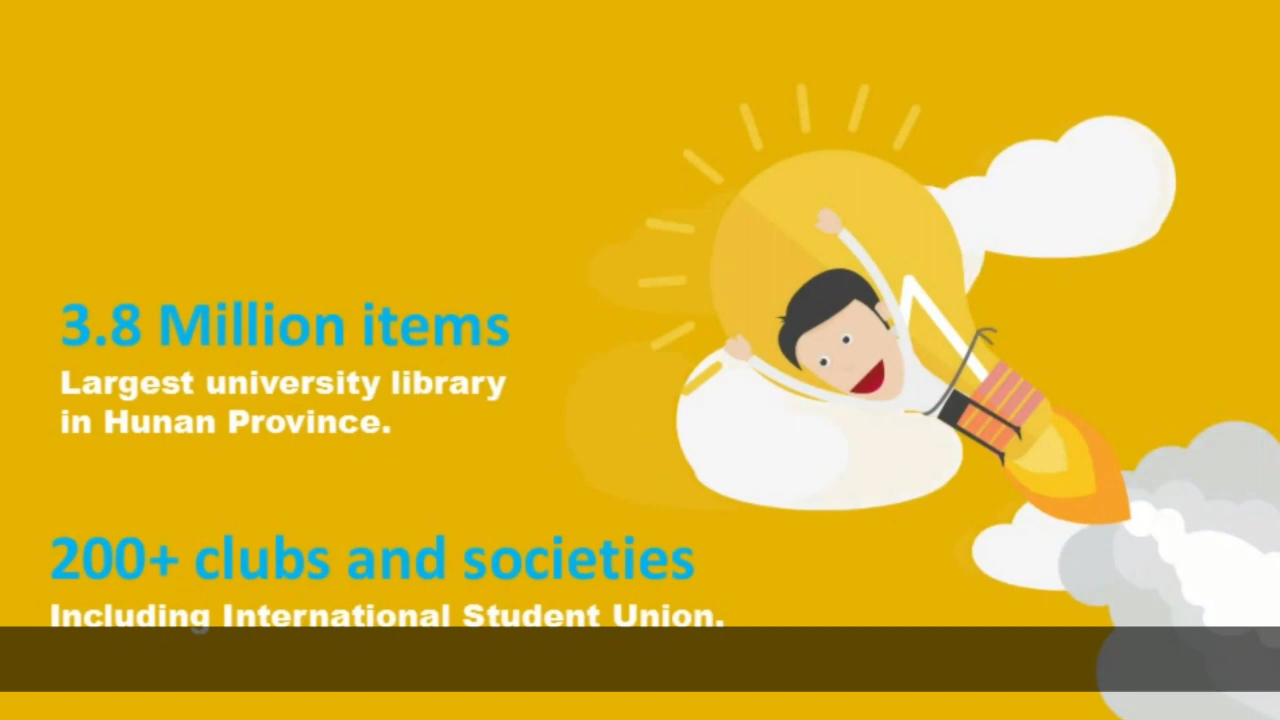 3.8 Million items
Largest university library
in Hunan Province.
200+ clubs and societies
Including International Student Union.